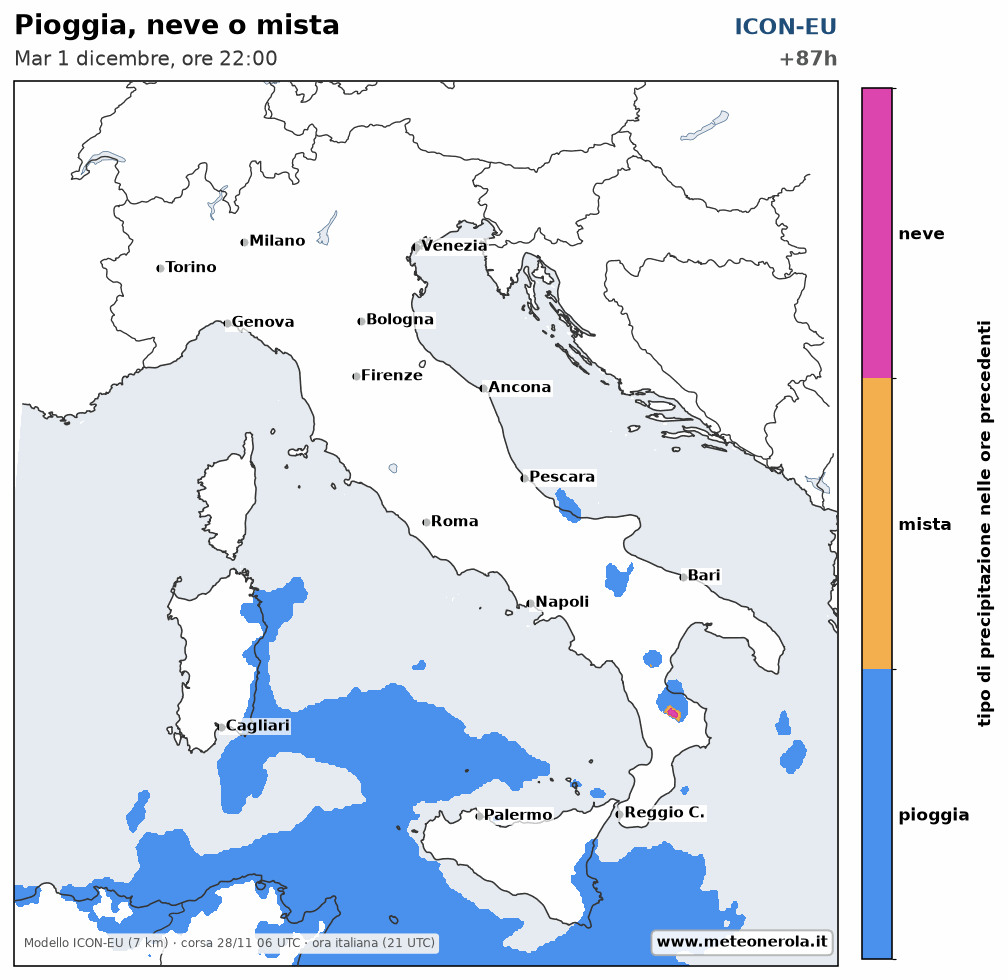 Pioggia, neve o mista
ICON-EU
Mar 1 dicembre, ore 22:00
+87h
neve
Milano
Venezia
Torino
Genova
Bologna
Firenze
Ancona
Pescara
mista
Roma
Bari
Napoli
Cagliari
Palermo
Reggio C.
pioggia
tipo di precipitazione nelle ore precedenti
Modello ICON-EU (7 km) · corsa 28/11 06 UTC · ora italiana (21 UTC)
www.meteonerola.it